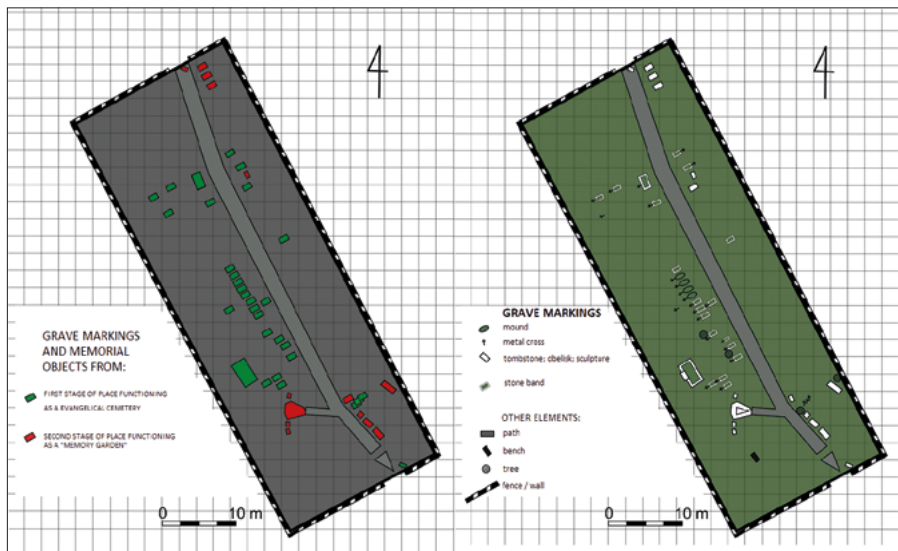 GRAVE MARKINGS
AND MEMORIAL
OBJECTS FROM:
FIRST STAGE OF PLACE FUNCTIONING
AS A EVANGELICAL CEMETERY
SECOND STAGE OF PLACE FUNCTIONING
AS A "MEMORY GARDEN"
0 10 m
GRAVE MARKINGS
mound
metal cross
tombstone; obelisk; sculpture
stone band
OTHER ELEMENTS:
path
bench
tree
fence / wall
0 10 m